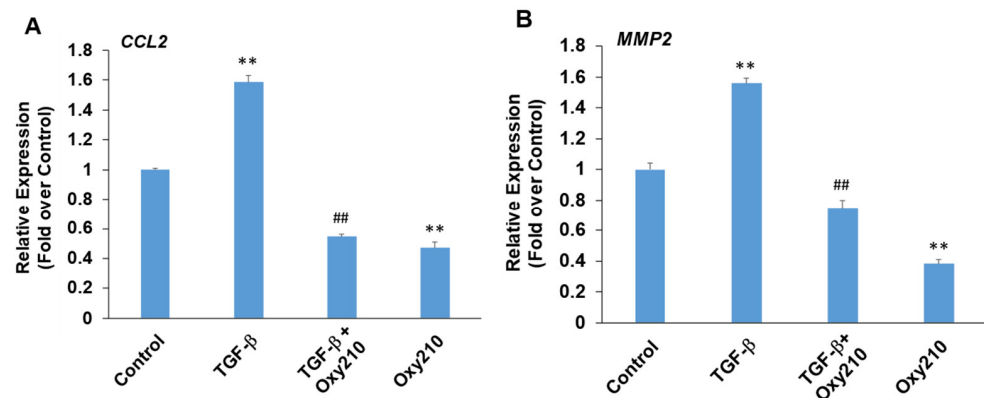 A
CCL2
Relative Expression
(Fold over Control)
1.8
1.6
1.4
1.2
1
0.8
0.6
0.4
0.2
0
**
##
**
Control
TGF-β
TGF-β +
Oxy210
Oxy210
B
MMP2
Relative Expression
(Fold over Control)
1.8
1.6
1.4
1.2
1
0.8
0.6
0.4
0.2
0
**
##
**
Control
TGF-β
TGF-β+
Oxy210
Oxy210